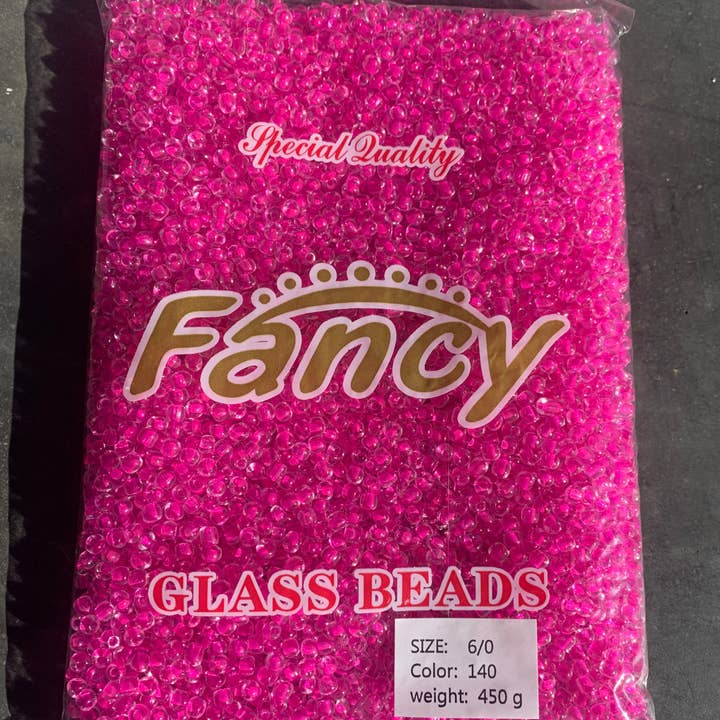 Special Quality
Fancy
GLASS BEADS
SIZE: 6/0
Color: 140
weight: 450 g